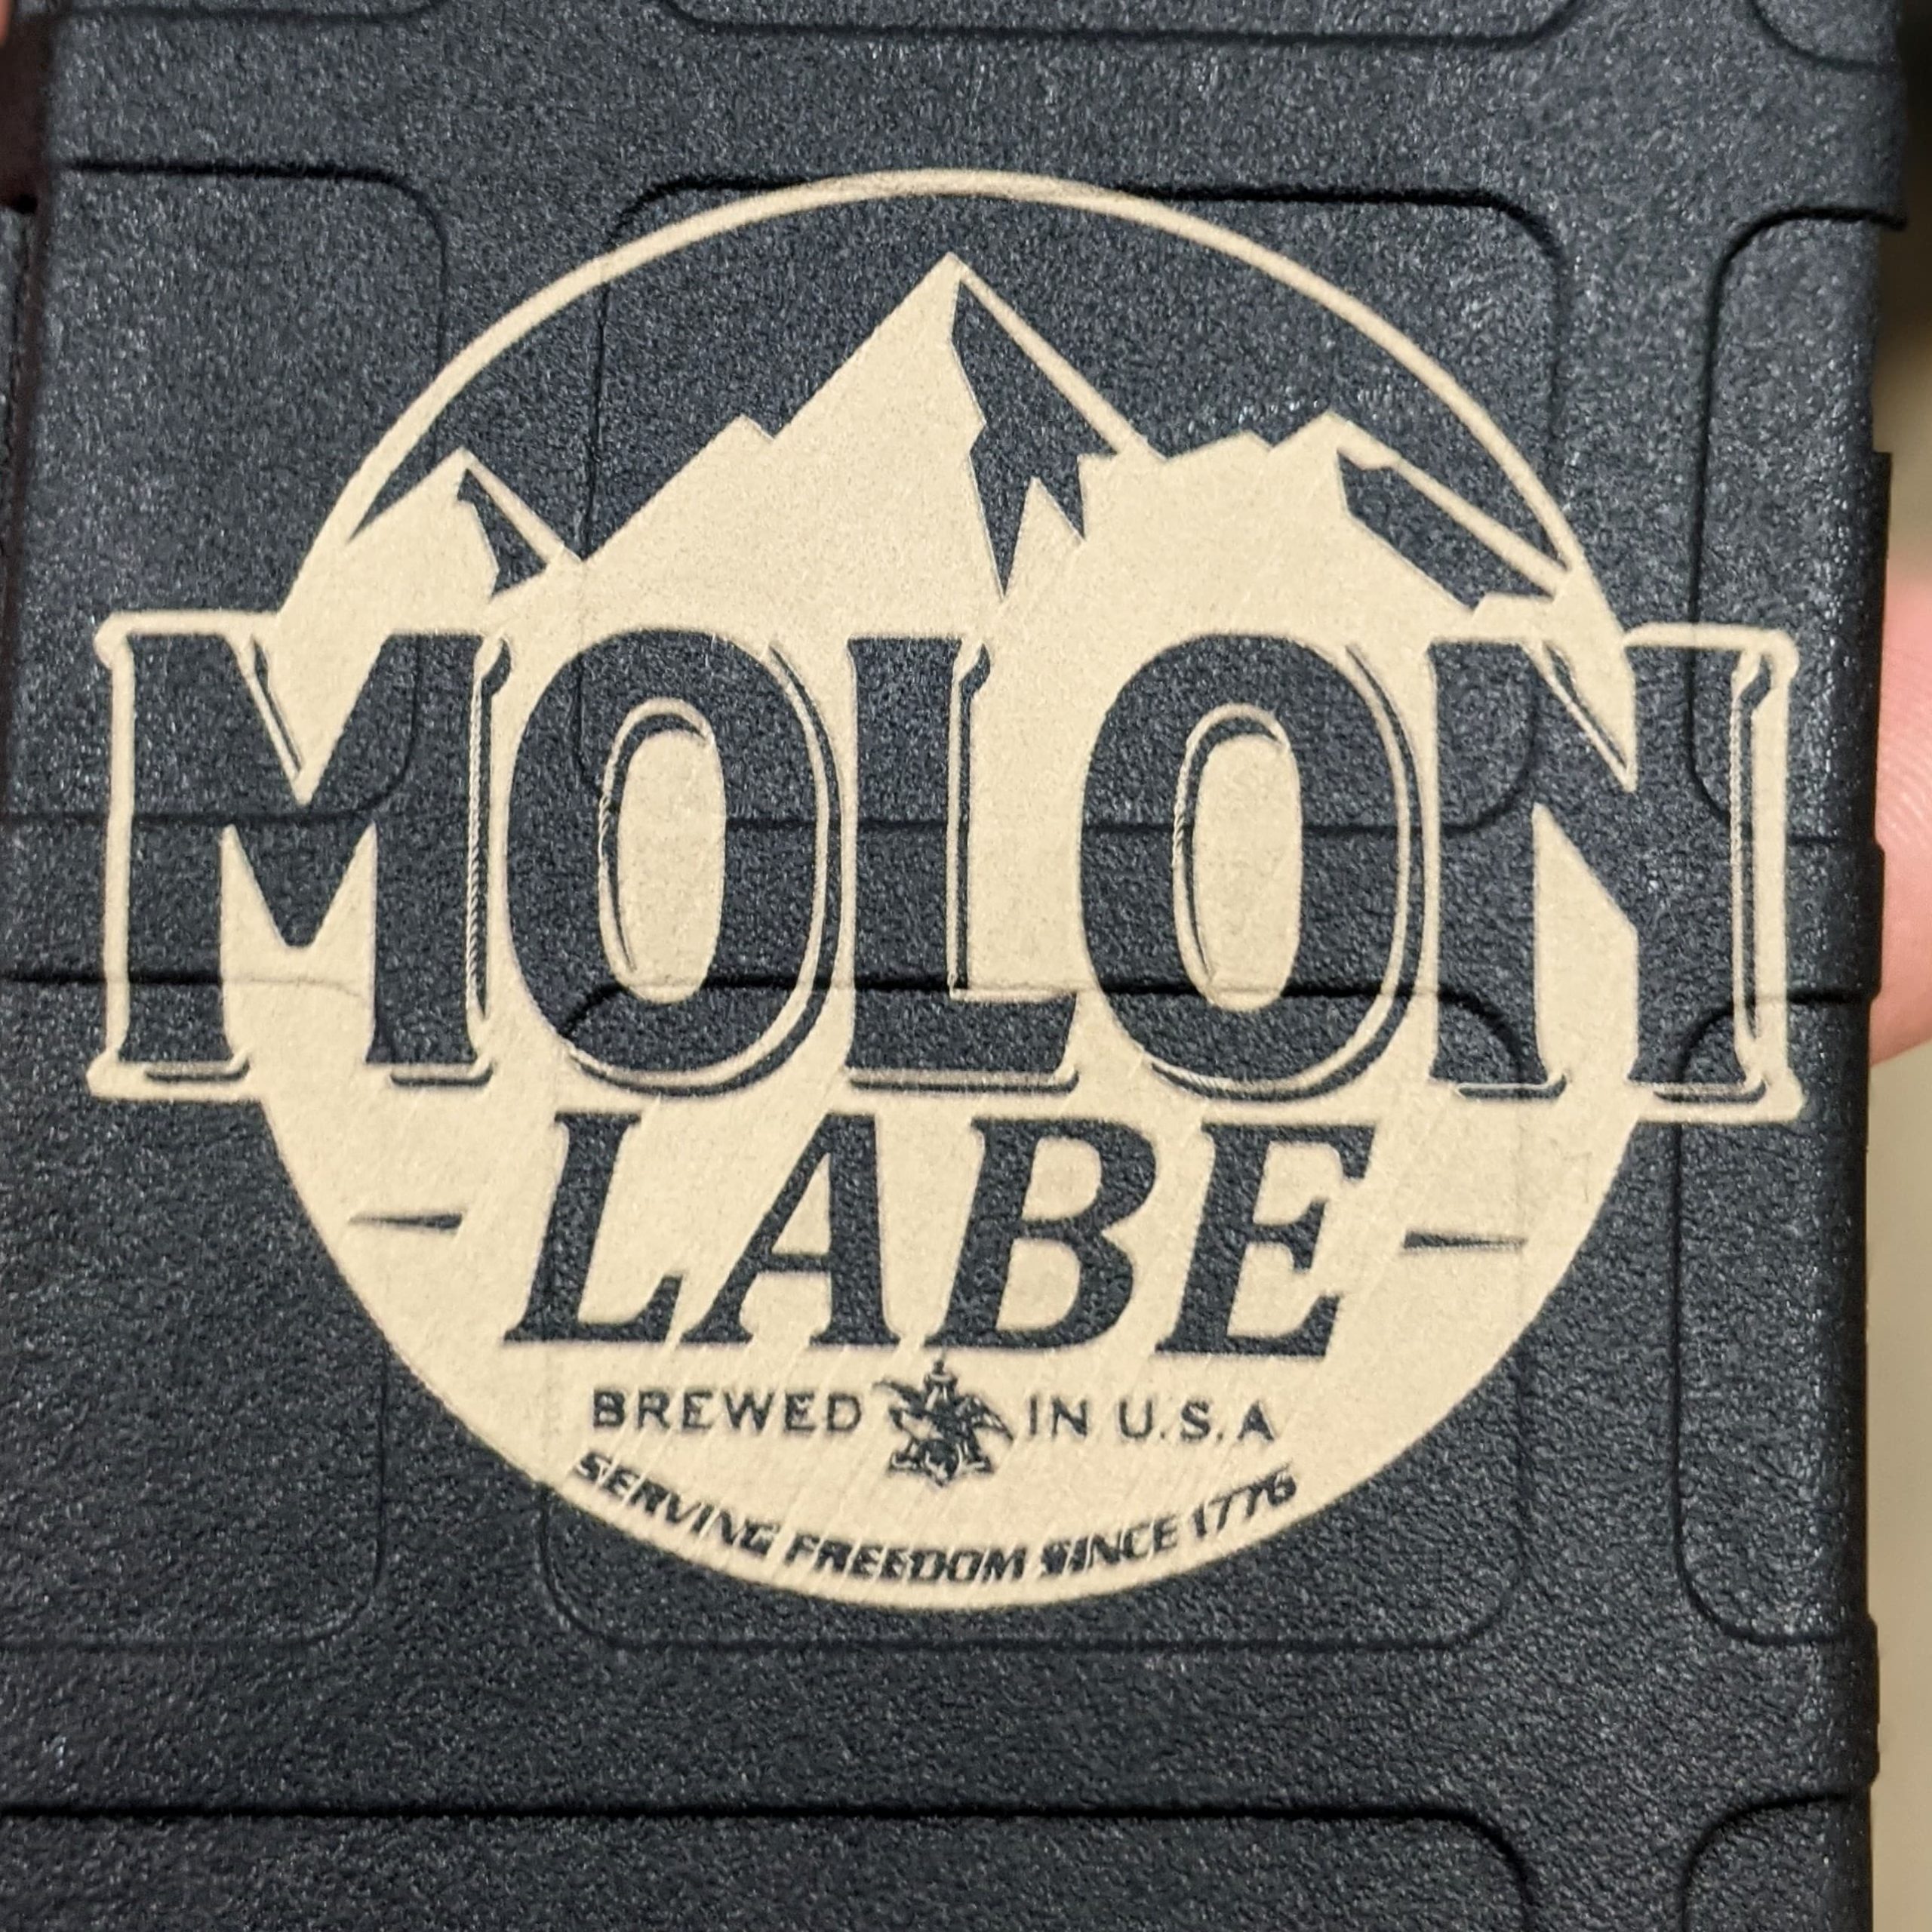 MOLON
LABE
BREWED IN U.S.A
SERVING FREEDOM SINCE 1776